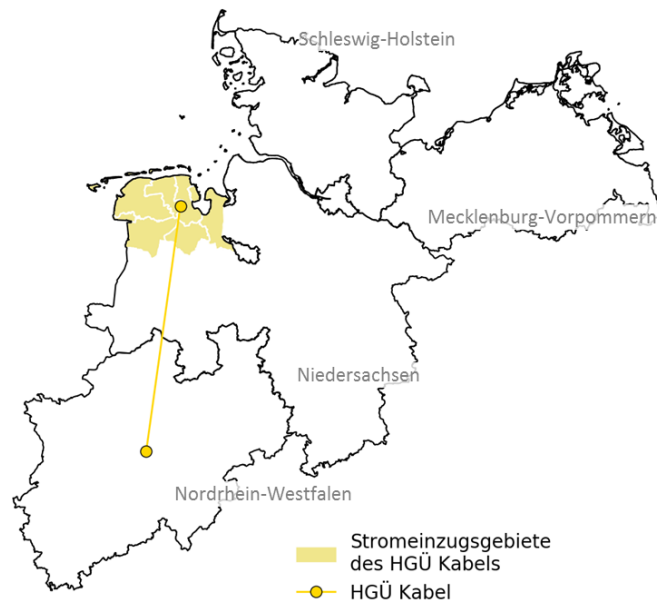 Schleswig-Holstein
Mecklenburg-Vorpommern
Niedersachsen
Nordrhein-Westfalen
Stromeinzugsgebiete
des HGÜ Kabels
HGÜ Kabel